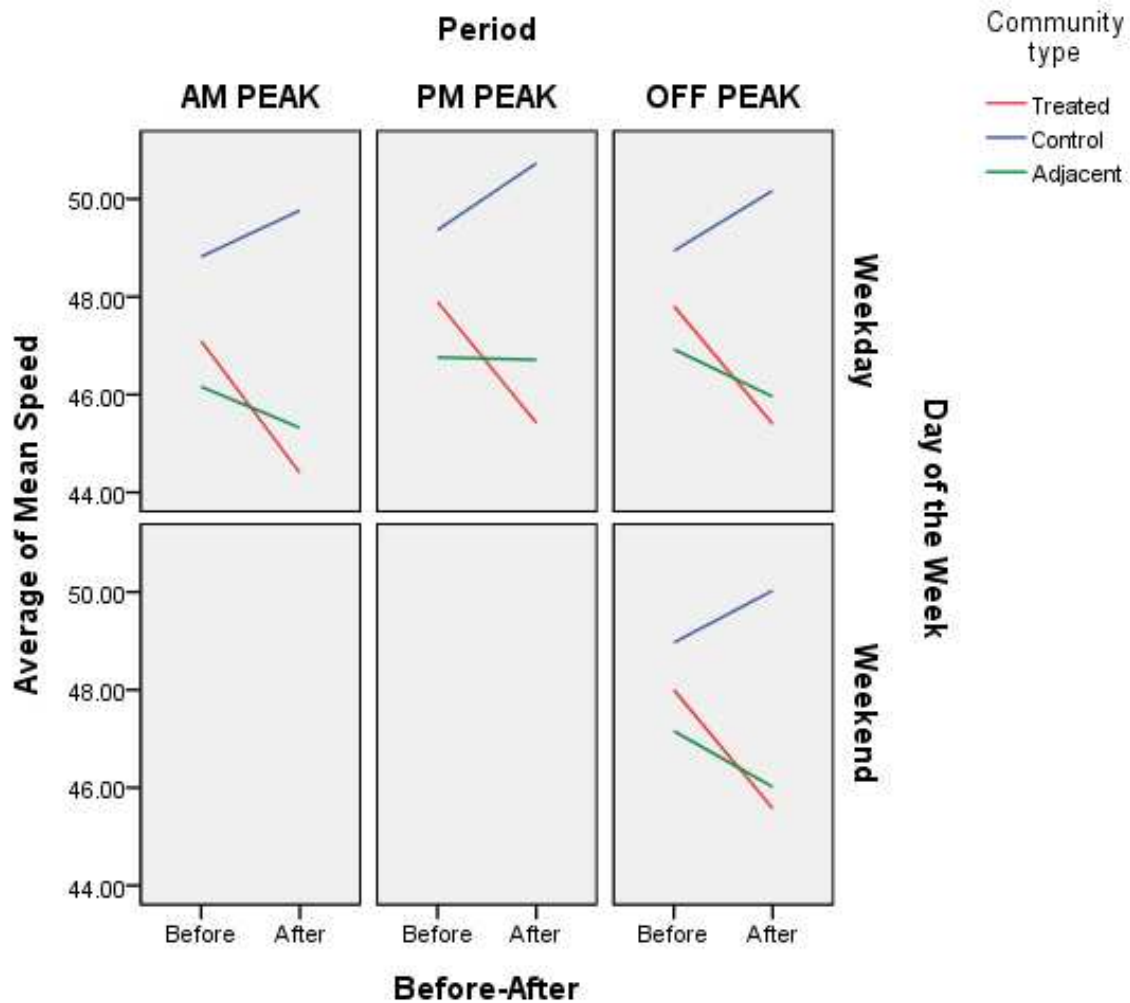 Period
AM PEAK
PM PEAK
OFF PEAK
Community
type
Treated
Control
Adjacent
Average of Mean Speed
50.00
48.00
46.00
44.00
Weekday
50.00
48.00
46.00
44.00
Weekend
Day of the Week
Before After
Before After
Before After
Before-After